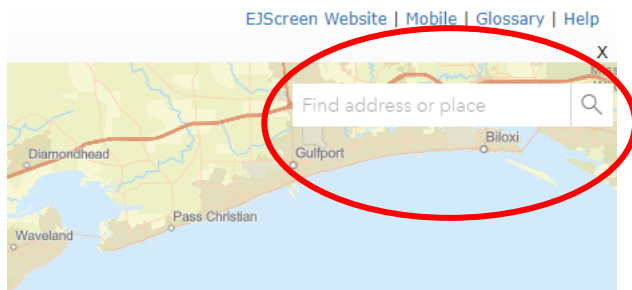 EJScreen Website | Mobile | Glossary | Help
X
Find address or place
Biloxi
Diamondhead
Gulfport
Pass Christian
Waveland